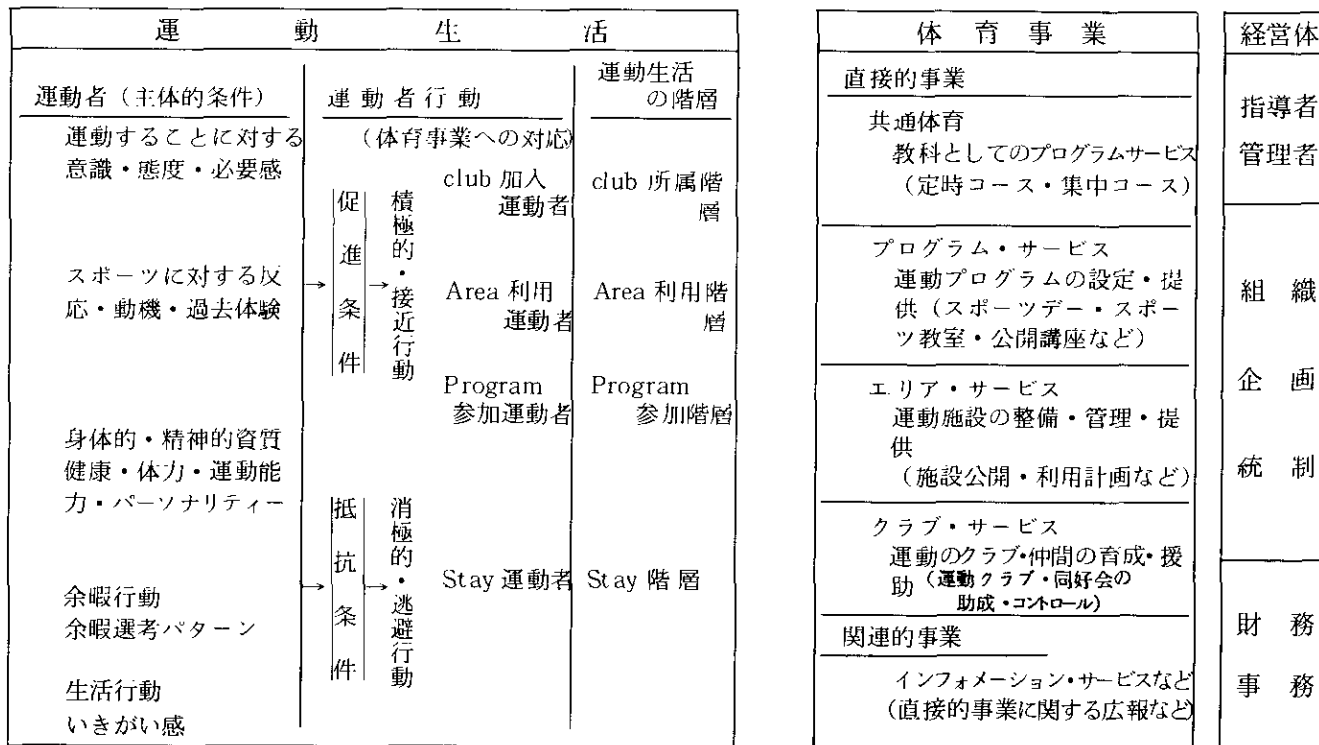 運動生活
運動者（主体的条件）
運動することに対する
意識・態度・必要感
スポーツに対する反
応・動機・過去体験
身体的・精神的資質
健康・体力・運動能
力・パーソナリティー
余暇行動
余暇選考パターン
生活行動
いきがい感
運動者行動
（体育事業への対応）
促進条件
積極的・接近行動
club 加入
運動者
Area 利用
運動者
Program
参加運動者
抵抗条件
消極的・逃避行動
Stay 運動者
運動生活
の階層
club 所属階
層
Area 利用階
層
Program
参加階層
Stay 階層
体育事業
直接的事業
共通体育
教科としてのプログラムサービス
（定時コース・集中コース）
プログラム・サービス
運動プログラムの設定・提
供（スポーツデー・スポー
ツ教室・公開講座など）
エリア・サービス
運動施設の整備・管理・提
供
（施設公開・利用計画など）
クラブ・サービス
運動のクラブ・仲間の育成・援
助（運動クラブ・同好会の
助成・コントロール）
関連的事業
インフォメーション・サービスなど
（直接的事業に関する広報など）
経営体
指導者
管理者
組織
企画
統制
財務
事務